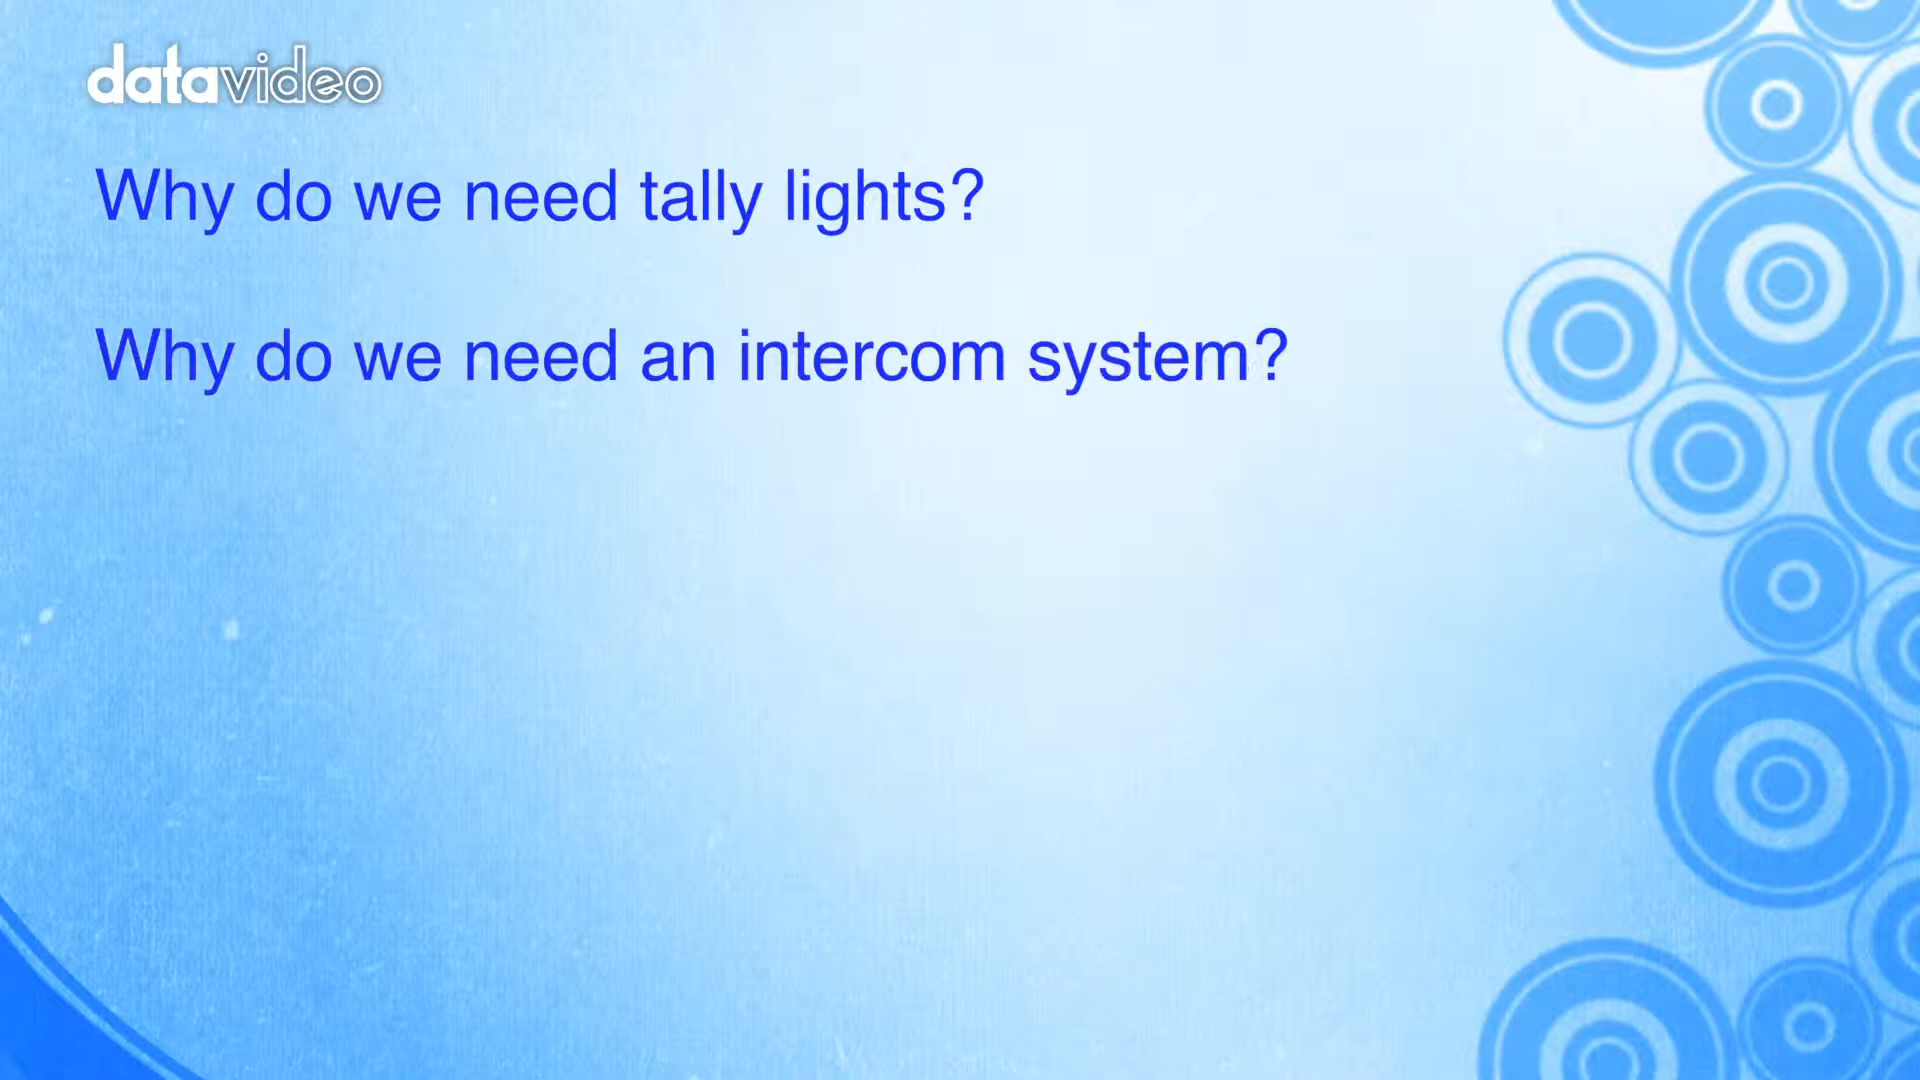 datavideo
Why do we need tally lights?
Why do we need an intercom system?